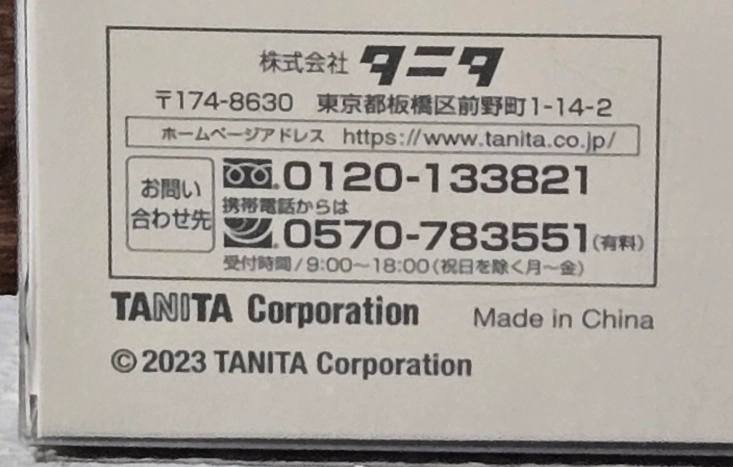 株式会社 タニタ
〒174-8630 東京都板橋区前野町1-14-2
ホームページアドレス https://www.tanita.co.jp/
お問い合わせ先
0120-133821
携帯電話からは
0570-783551(有料)
受付時間/9:00~18:00(祝日を除く月~金)
TANITA Corporation Made in China
©2023 TANITA Corporation